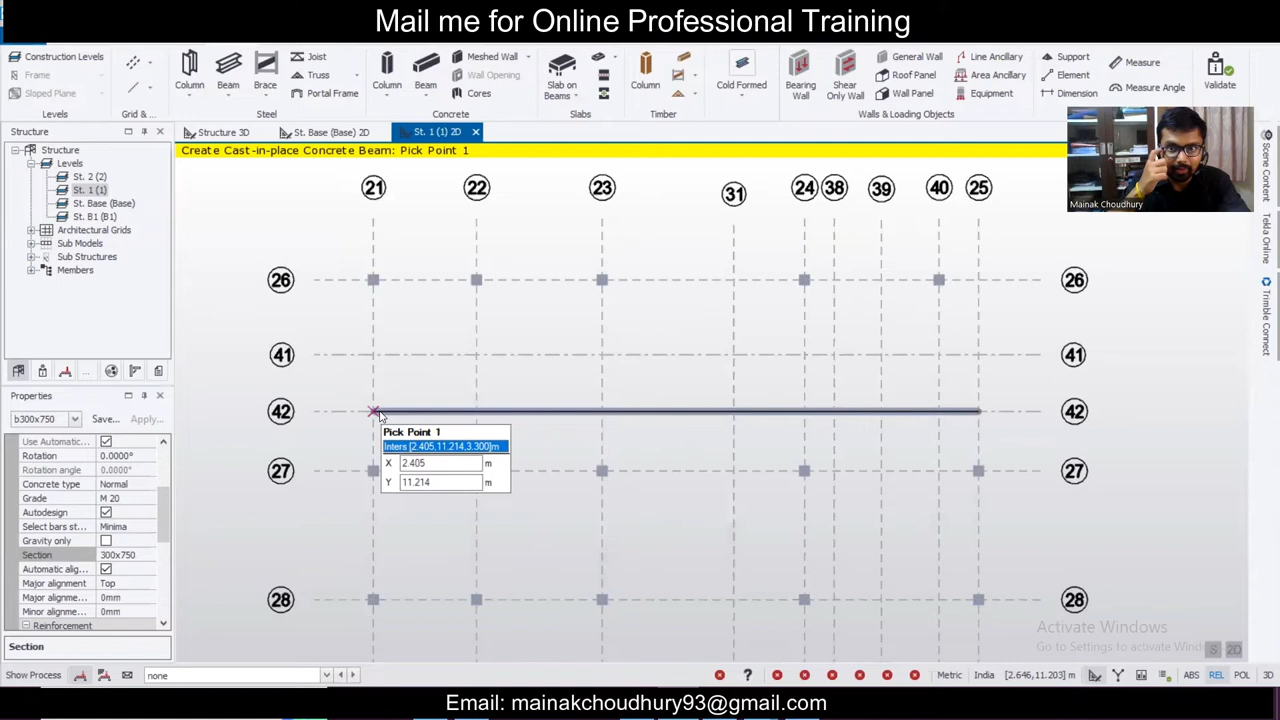 Mail me for Online Professional Training
Construction Levels
Frame
Sloped Plane
Levels
Grid & ...
Column
Beam
Brace
Joist
Truss
Portal Frame
Steel
Column
Beam
Meshed Wall
Wall Opening
Cores
Concrete
Slab on
Beams
Slabs
Column
Timber
Cold Formed
Bearing
Wall
Shear
Only Wall
General Wall
Roof Panel
Wall Panel
Line Ancillary
Area Ancillary
Equipment
Walls & Loading Objects
Support
Element
Dimension
Measure
Measure Angle
Validate
Structure
Structure 3D
St. Base (Base) 2D
St. 1 (1) 2D
Create Cast-in-place Concrete Beam: Pick Point 1
Structure
Levels
St. 2 (2)
St. 1 (1)
St. Base (Base)
St. B1 (B1)
Architectural Grids
Sub Models
Sub Structures
Members
Mainak Choudhury
Scene Content
Tekla Online
Trimble Connect
21 22 23 31 24 38 39 40 25
26 26
41 41
42 42
27 27
28 28
Pick Point 1
Inters [2.405,11.214,3.300]m
X 2.405 m
Y 11.214 m
Properties
b300x750 Save... Apply...
Use Automatic...
Rotation 0.0000°
Rotation angle 0.0000°
Concrete type Normal
Grade M 20
Autodesign
Select bars st... Minima
Gravity only
Section 300x750
Automatic alig...
Major alignment Top
Major alignme... 0mm
Minor alignme... 0mm
Reinforcement
Section
Activate Windows
Go to Settings to activate Wind
S 2D
Show Process
none
Metric India [2.646,11.203] m
ABS REL POL 3D
Email: mainakchoudhury93@gmail.com